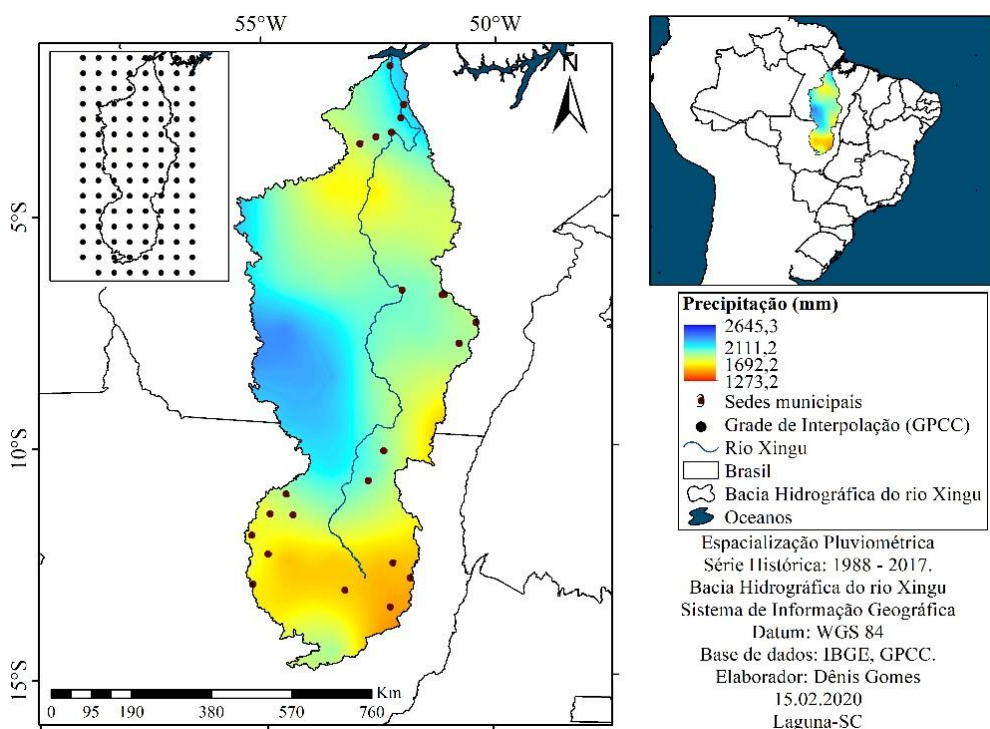 55°W
50°W
5°S
10°S
15°S
Km
0 95 190 380 570 760
Precipitação (mm)
2645,3
2111,2
1692,2
1273,2
Sedes municipais
Grade de Interpolação (GPCC)
Rio Xingu
Brasil
Bacia Hidrográfica do rio Xingu
Oceanos
Espacialização Pluviométrica
Série Histórica: 1988 - 2017.
Bacia Hidrográfica do rio Xingu
Sistema de Informação Geográfica
Datum: WGS 84
Base de dados: IBGE, GPCC.
Elaborador: Dênis Gomes
15.02.2020
Laguna-SC